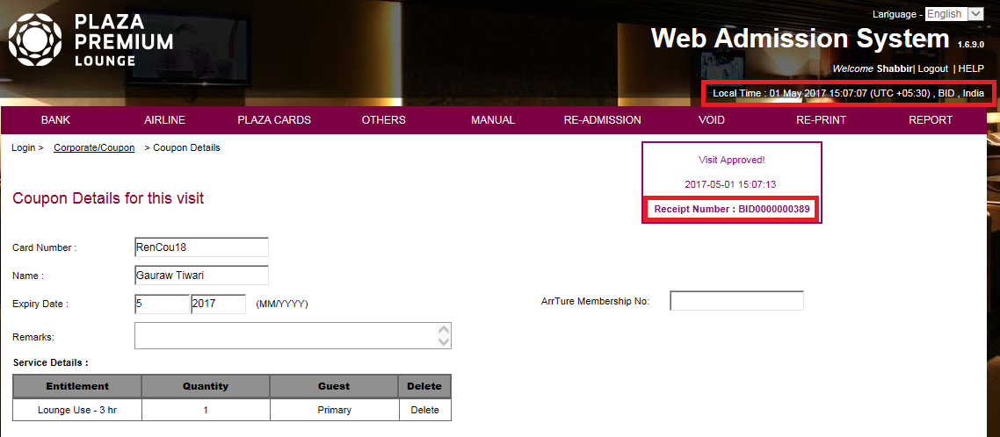 PLAZA
PREMIUM
LOUNGE
Language - English
Web Admission System 1.6.9.0
Welcome Shabbir| Logout | HELP
Local Time : 01 May 2017 15:07:07 (UTC +05:30) , BID , India
BANK AIRLINE PLAZA CARDS OTHERS MANUAL RE-ADMISSION VOID RE-PRINT REPORT
Login > Corporate/Coupon > Coupon Details
Visit Approved!
2017-05-01 15:07:13
Receipt Number : BID0000000389
Coupon Details for this visit
Card Number : RenCou18
Name : Gauraw Tiwari
Expiry Date : 5 2017 (MM/YYYY) ArrTure Membership No:
Remarks:
Service Details :
Entitlement Quantity Guest Delete
Lounge Use - 3 hr 1 Primary Delete